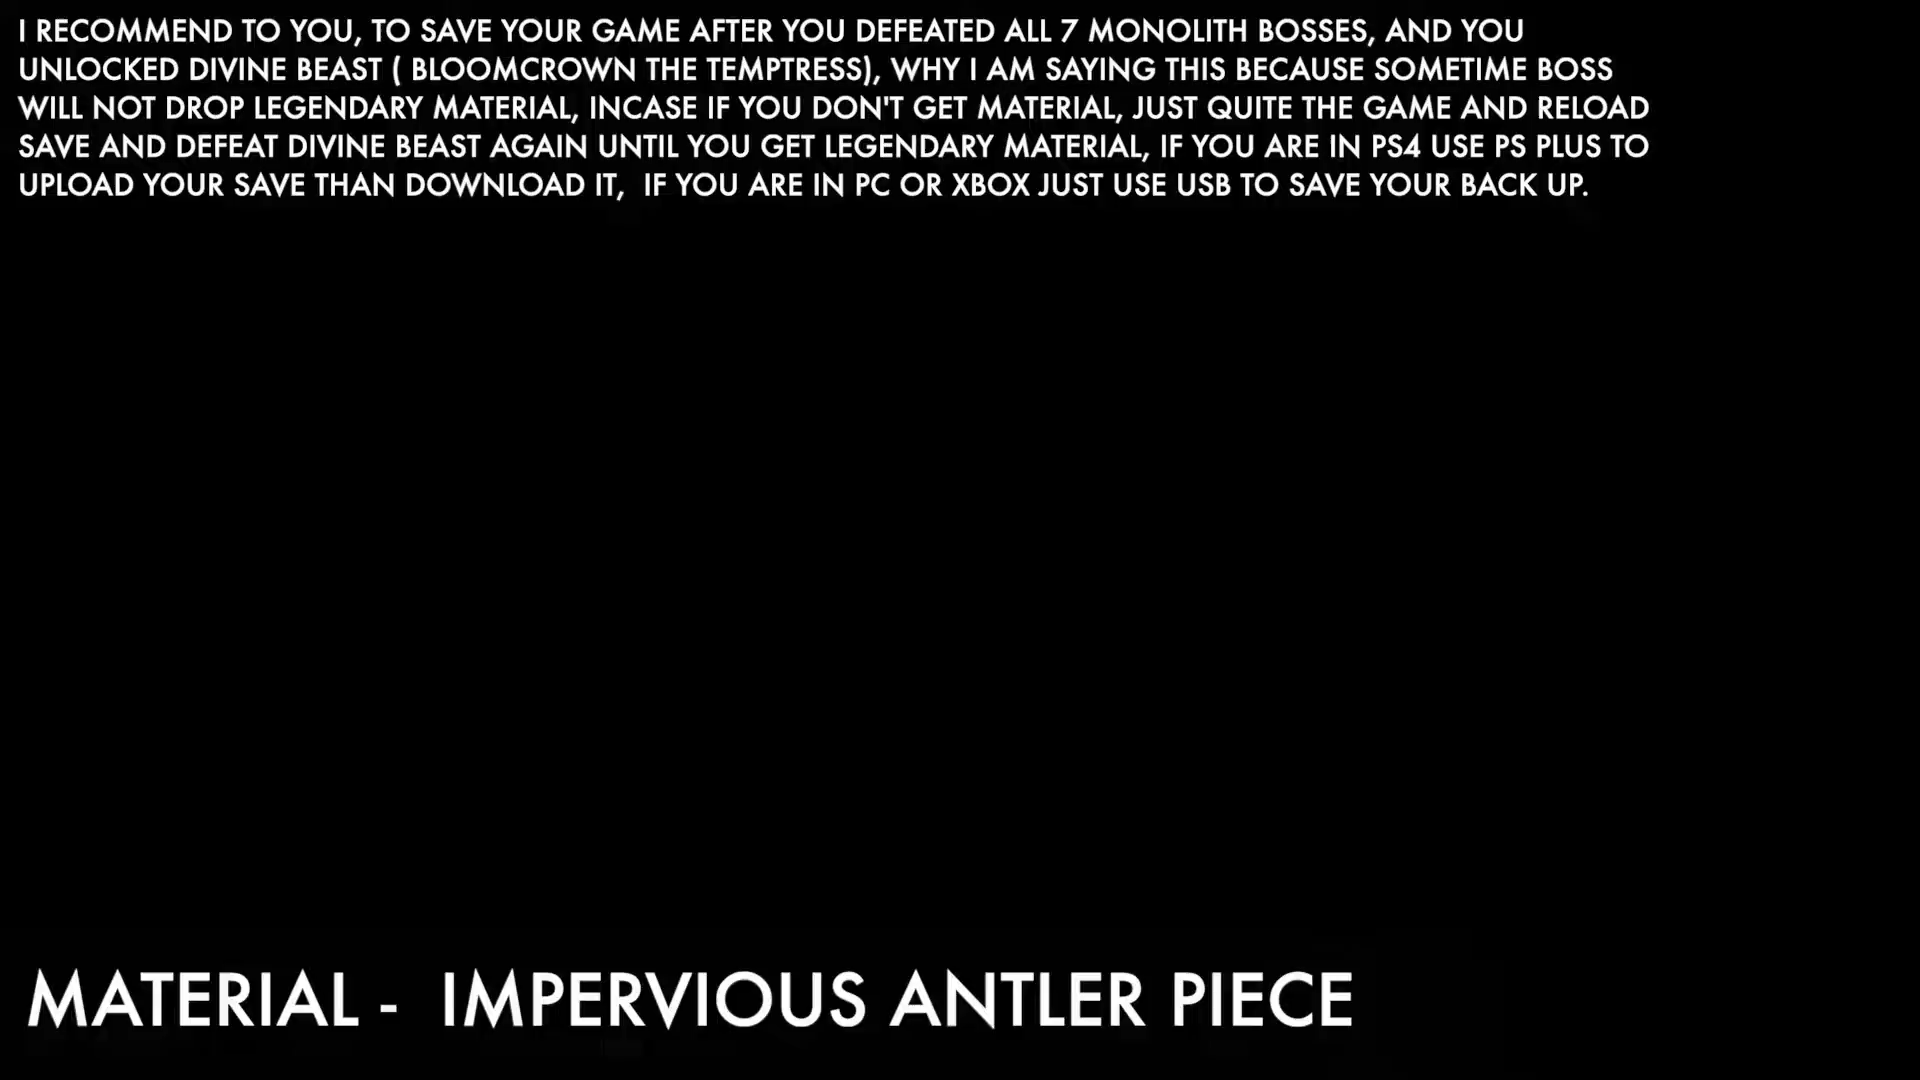 I RECOMMEND TO YOU, TO SAVE YOUR GAME AFTER YOU DEFEATED ALL 7 MONOLITH BOSSES, AND YOU
UNLOCKED DIVINE BEAST ( BLOOMCROWN THE TEMPTRESS), WHY I AM SAYING THIS BECAUSE SOMETIME BOSS
WILL NOT DROP LEGENDARY MATERIAL, INCASE IF YOU DON'T GET MATERIAL, JUST QUITE THE GAME AND RELOAD
SAVE AND DEFEAT DIVINE BEAST AGAIN UNTIL YOU GET LEGENDARY MATERIAL, IF YOU ARE IN PS4 USE PS PLUS TO
UPLOAD YOUR SAVE THAN DOWNLOAD IT,  IF YOU ARE IN PC OR XBOX JUST USE USB TO SAVE YOUR BACK UP.
MATERIAL -  IMPERVIOUS ANTLER PIECE